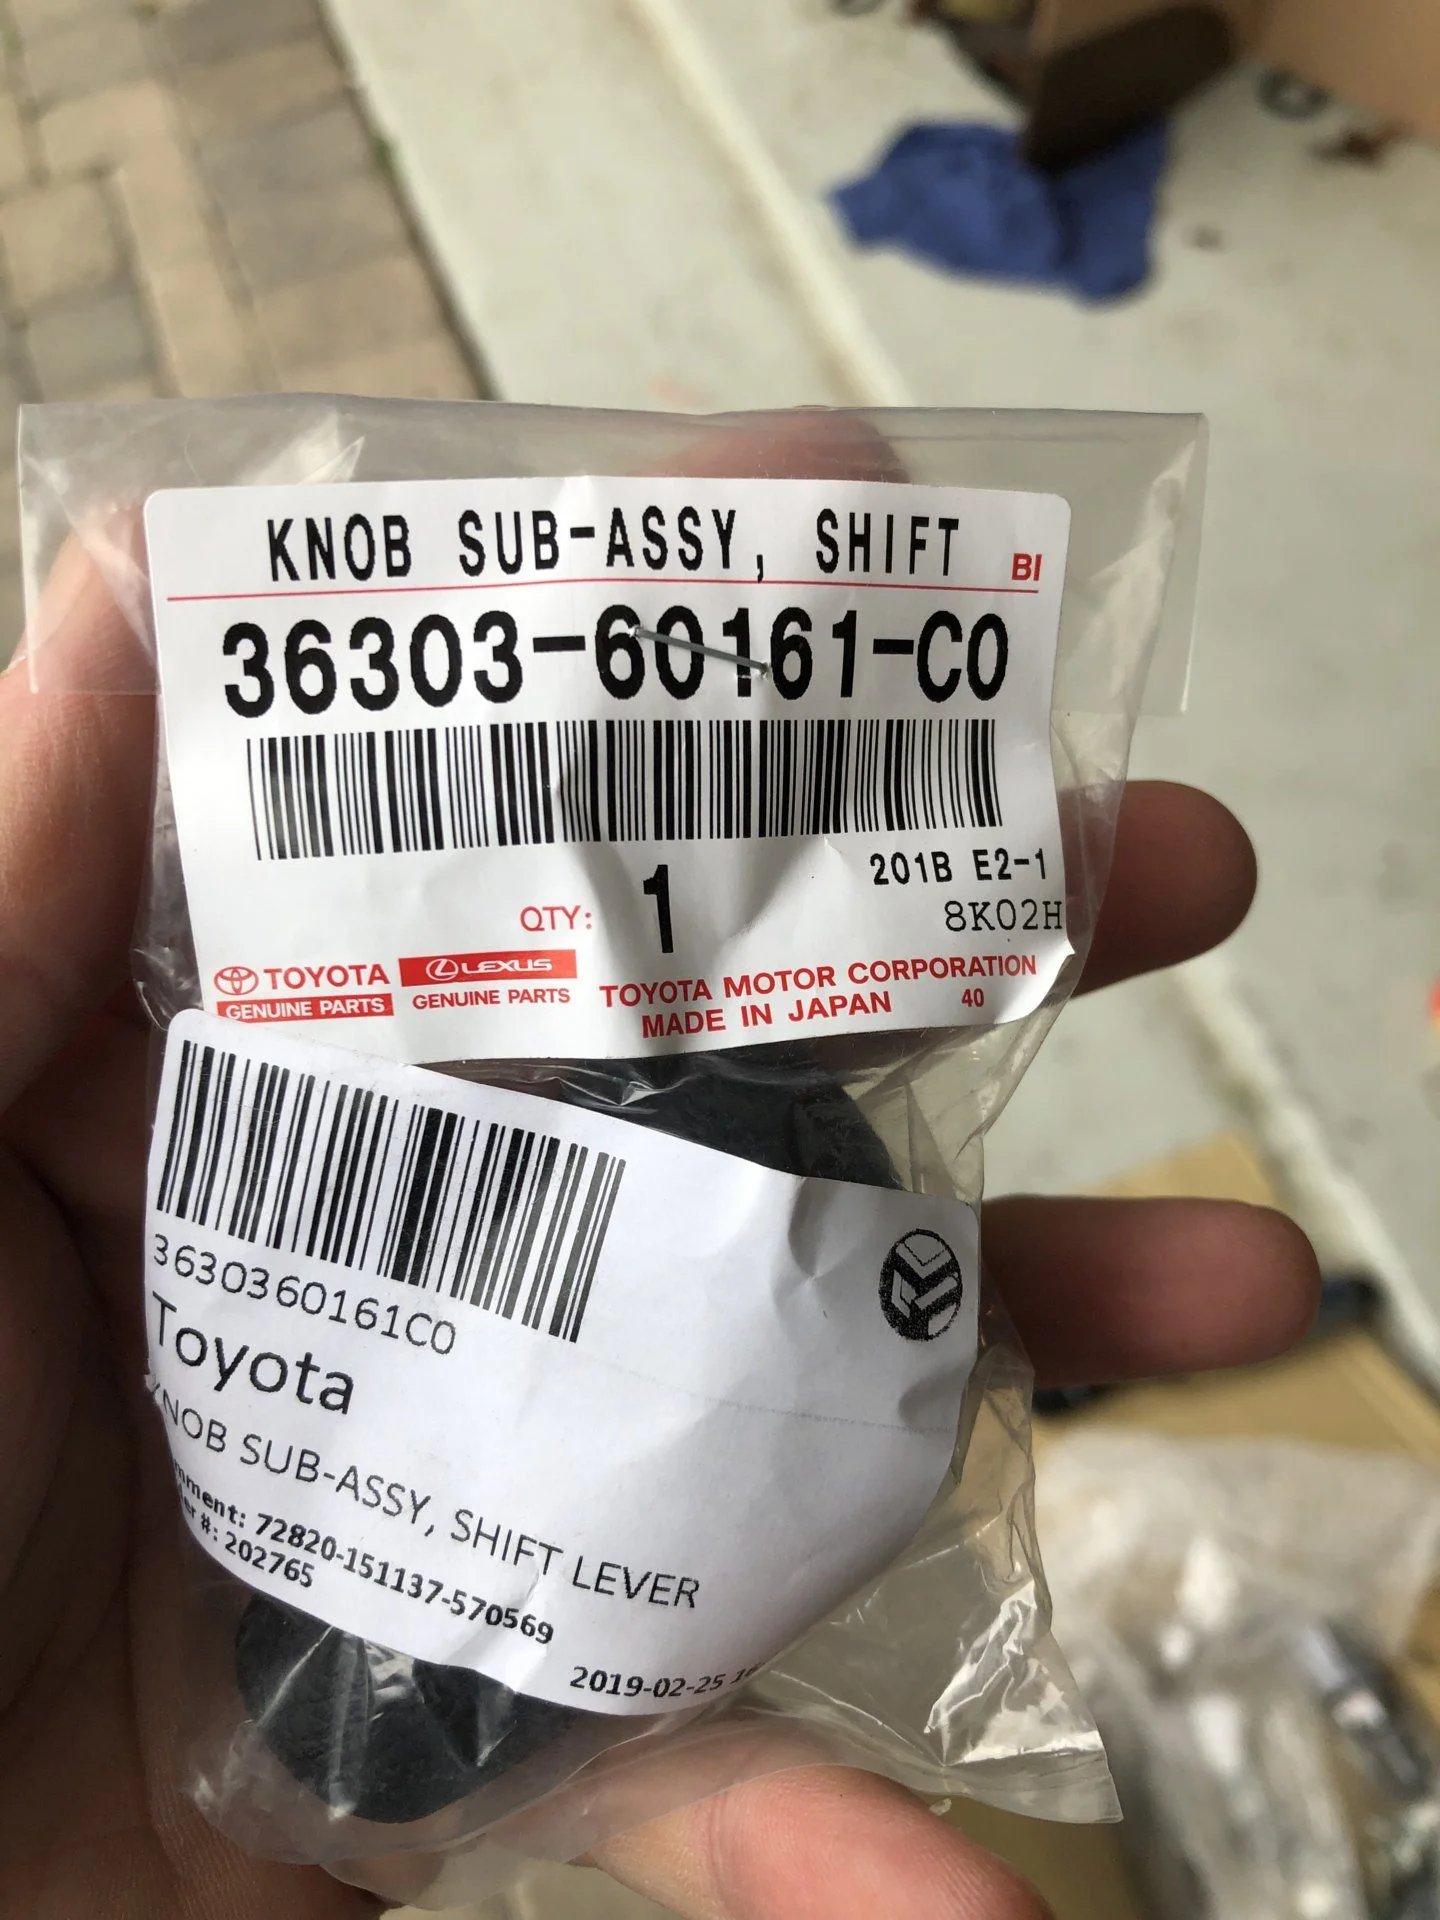 KNOB SUB-ASSY, SHIFT BI
36303-60161-C0
201B E2-1
QTY: 1
8K02H
TOYOTA LEXUS
GENUINE PARTS GENUINE PARTS
TOYOTA MOTOR CORPORATION
MADE IN JAPAN 40
3630360161C0
Toyota
KNOB SUB-ASSY, SHIFT LEVER
72820-151137-570569
#: 202765
2019-02-25